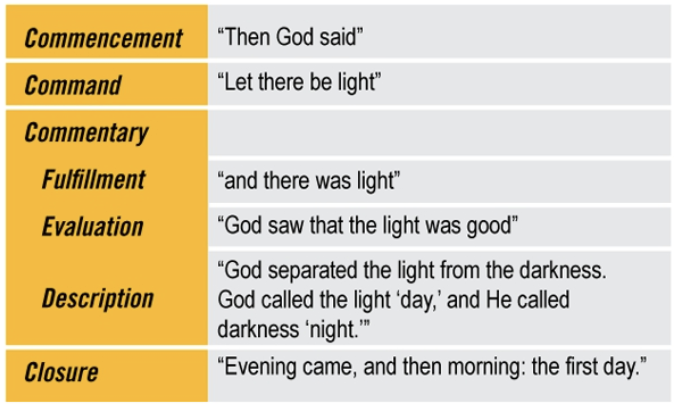 Commencement “Then God said”
Command “Let there be light”
Commentary
Fulfillment “and there was light”
Evaluation “God saw that the light was good”
Description “God separated the light from the darkness.
God called the light ‘day,’ and He called
darkness ‘night.’”
Closure “Evening came, and then morning: the first day.”